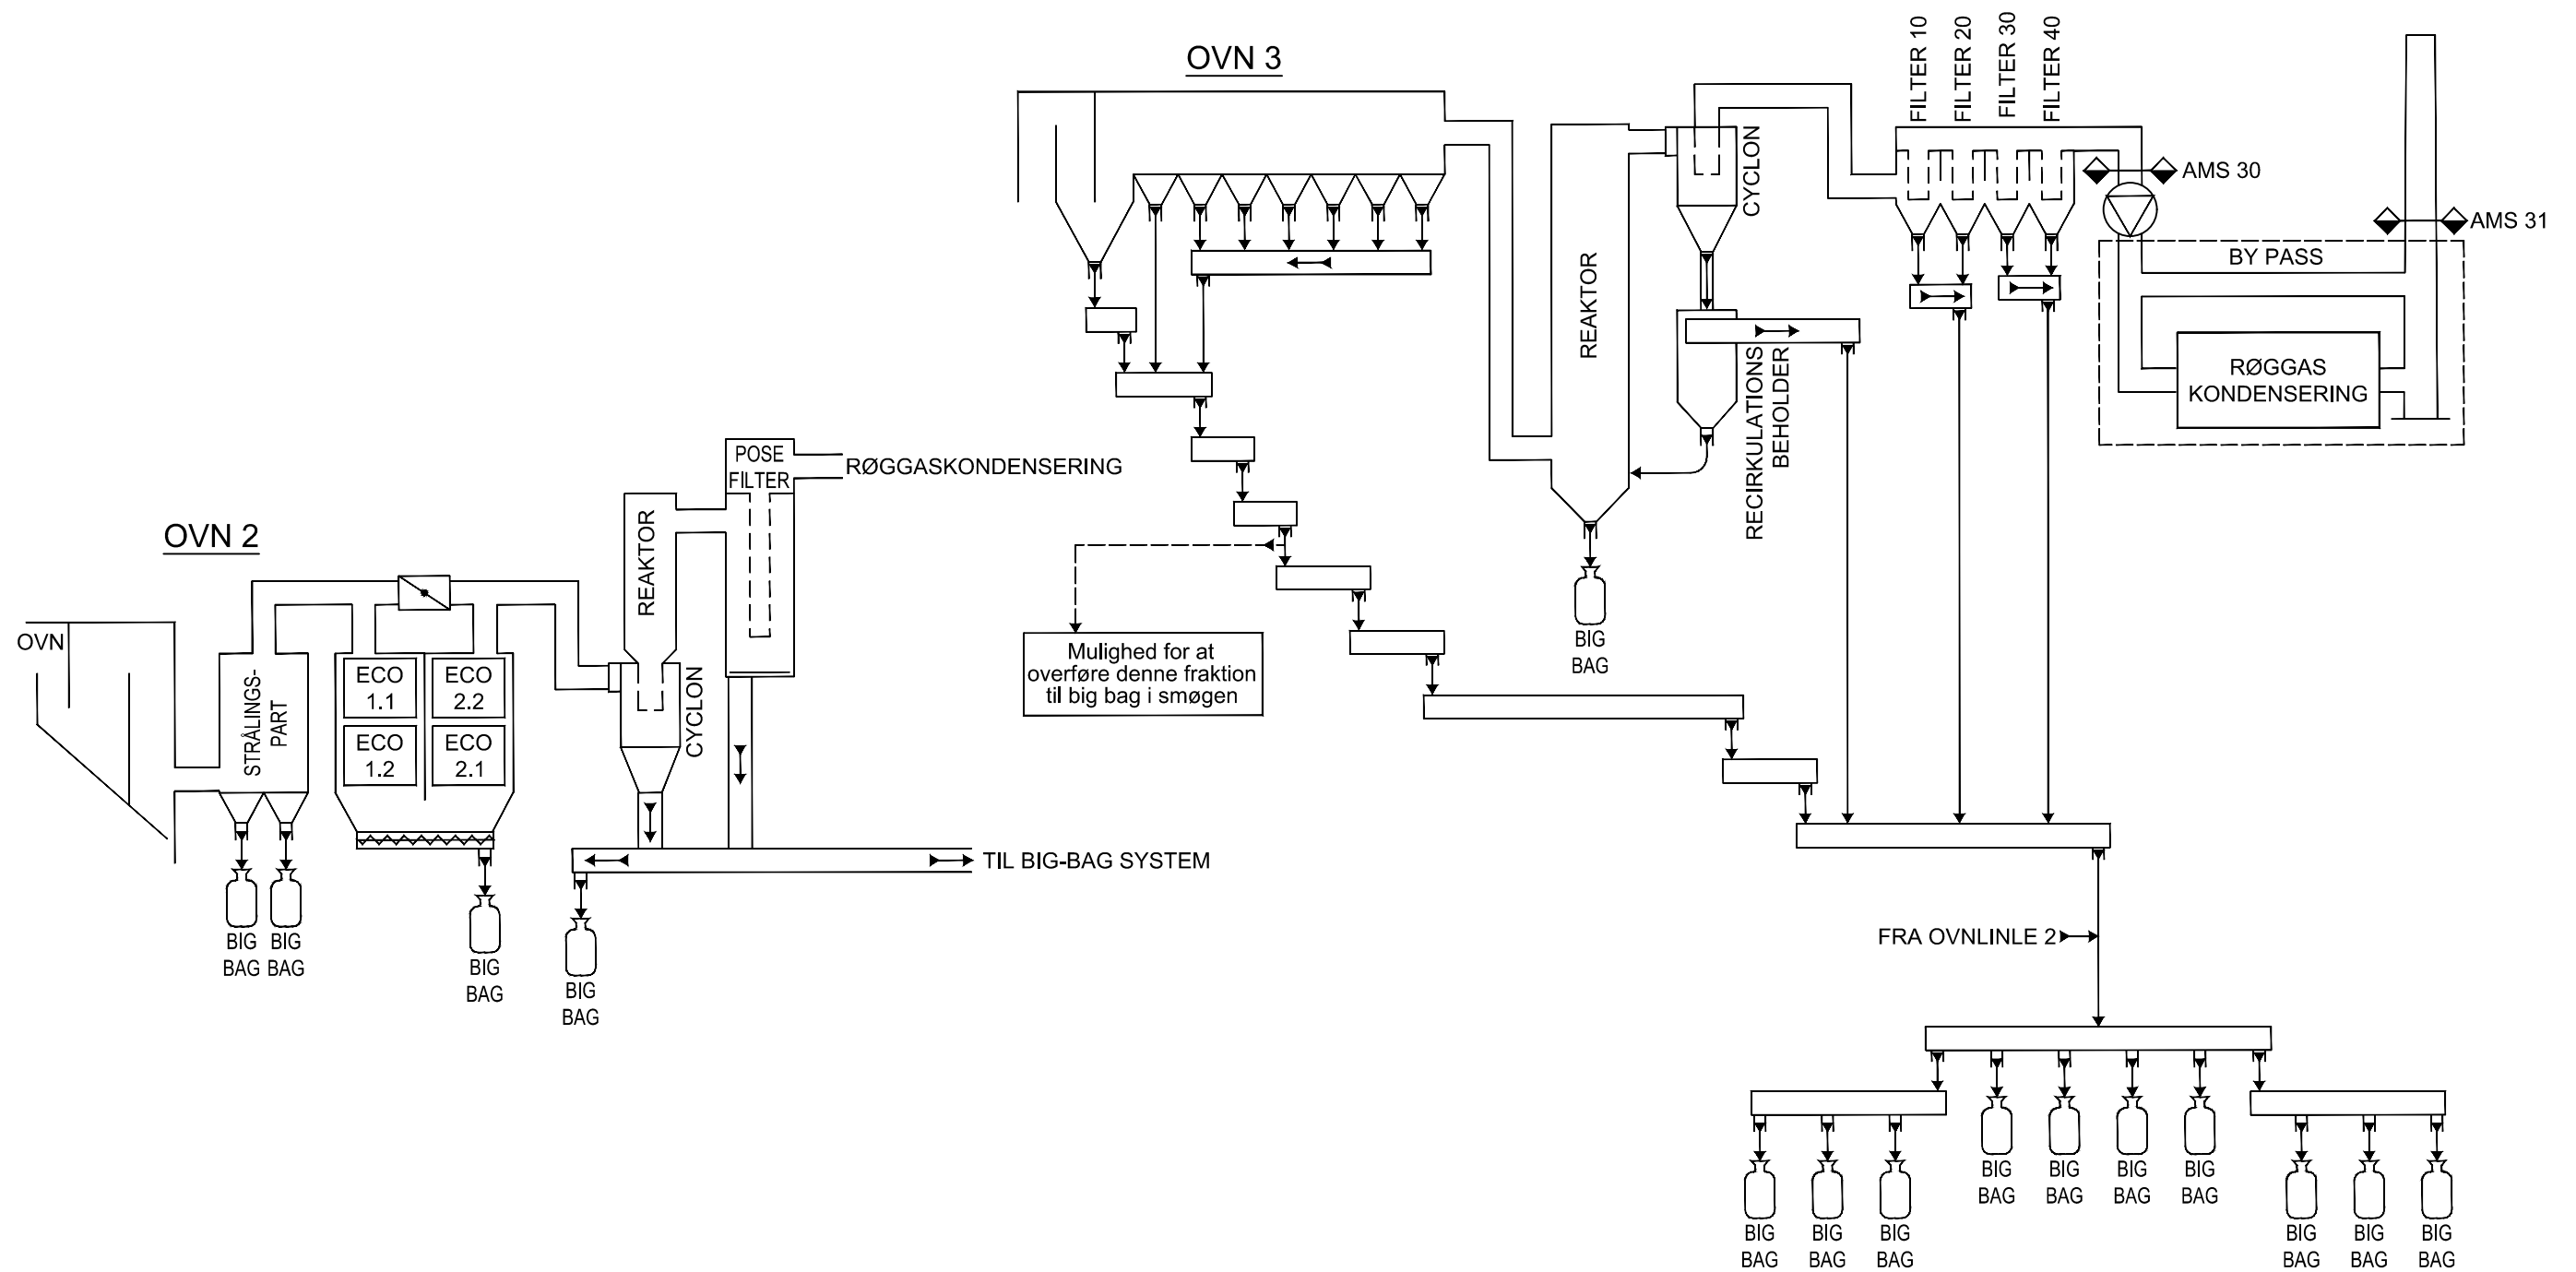 OVN 3
FILTER 10
FILTER 20
FILTER 30
FILTER 40
CYCLON
AMS 30
AMS 31
BY PASS
RØGGAS
KONDENSERING
REAKTOR
RECIRKULATIONS
BEHOLDER
BIG
BAG
Mulighed for at
overføre denne fraktion
til big bag i smøgen
OVN 2
OVN
STRÅLINGS-
PART
ECO
1.1
ECO
2.2
ECO
1.2
ECO
2.1
REAKTOR
POSE
FILTER
RØGGASKONDENSERING
CYCLON
TIL BIG-BAG SYSTEM
BIG
BAG
BIG
BAG
BIG
BAG
BIG
BAG
FRA OVNLINLE 2
BIG
BAG
BIG
BAG
BIG
BAG
BIG
BAG
BIG
BAG
BIG
BAG
BIG
BAG
BIG
BAG
BIG
BAG
BIG
BAG